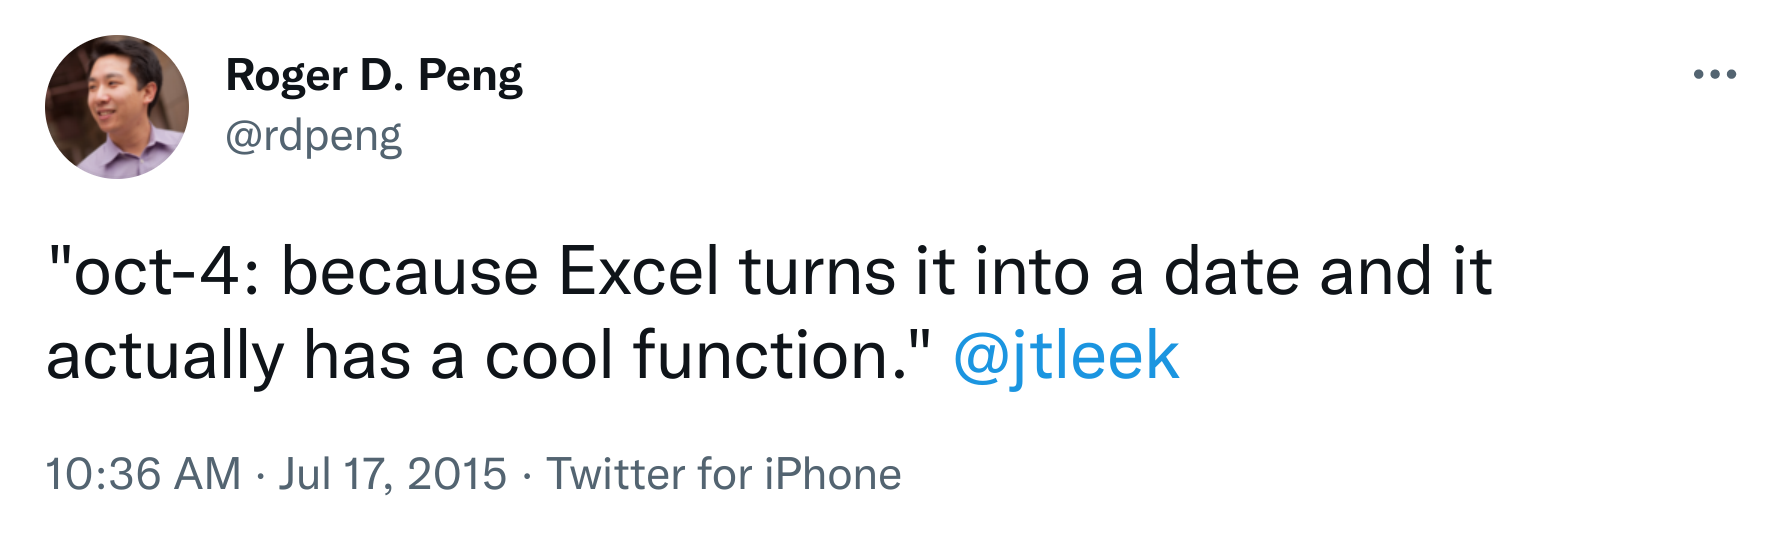 Roger D. Peng
@rdpeng
"oct-4: because Excel turns it into a date and it
actually has a cool function." @jtleek
10:36 AM · Jul 17, 2015 · Twitter for iPhone